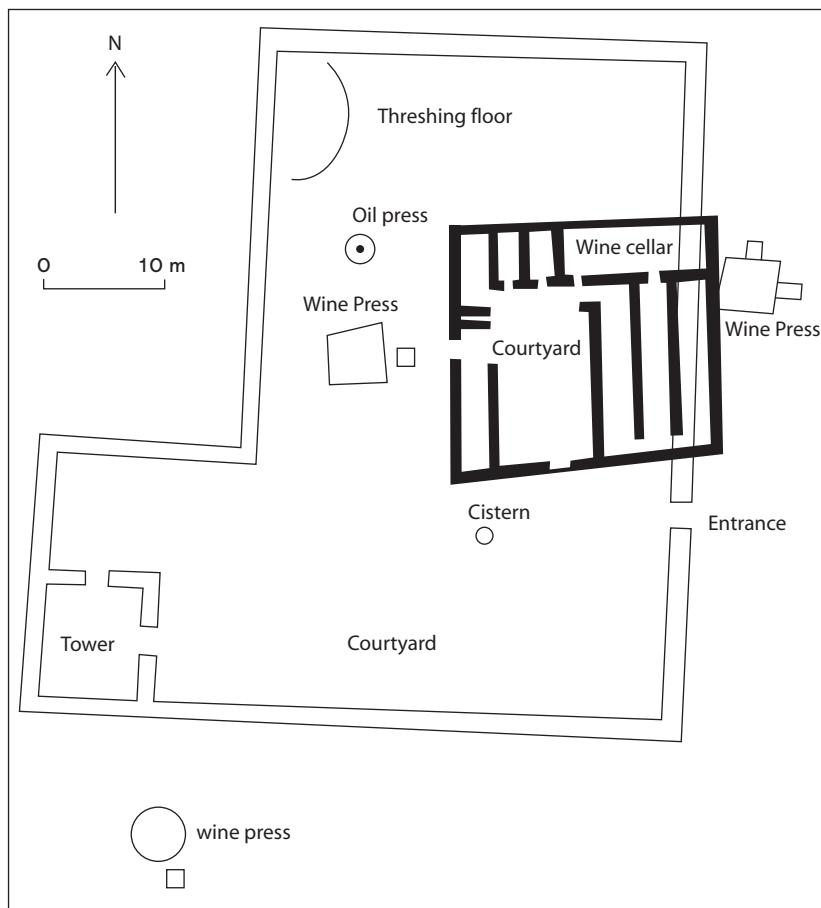 N
Threshing floor
Oil press
Wine cellar
0 10 m
Wine Press
Wine Press
Courtyard
Cistern
Entrance
Tower
Courtyard
wine press